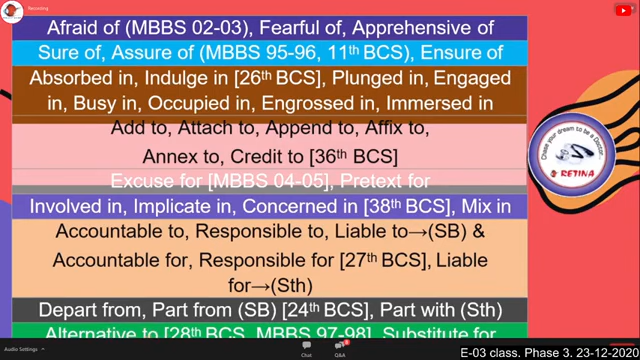 Recording
Afraid of (MBBS 02-03), Fearful of, Apprehensive of
Sure of, Assure of (MBBS 95-96, 11th BCS), Ensure of
Absorbed in, Indulge in [26th BCS], Plunged in, Engaged
in, Busy in, Occupied in, Engrossed in, Immersed in
Add to, Attach to, Append to, Affix to,
Annex to, Credit to [36th BCS]
Excuse for [MBBS 04-05], Pretext for
Involved in, Implicate in, Concerned in [38th BCS], Mix in
Accountable to, Responsible to, Liable to→(SB) &
Accountable for, Responsible for [27th BCS], Liable
for→(Sth)
Depart from, Part from (SB) [24th BCS], Part with (Sth)
Alternative to [28th BCS, MBBS 97-98], Substitute for
Chase your dream to be a Doctor
RETINA
Audio Settings
Chat
Q&A
E-03 class. Phase 3. 23-12-2020